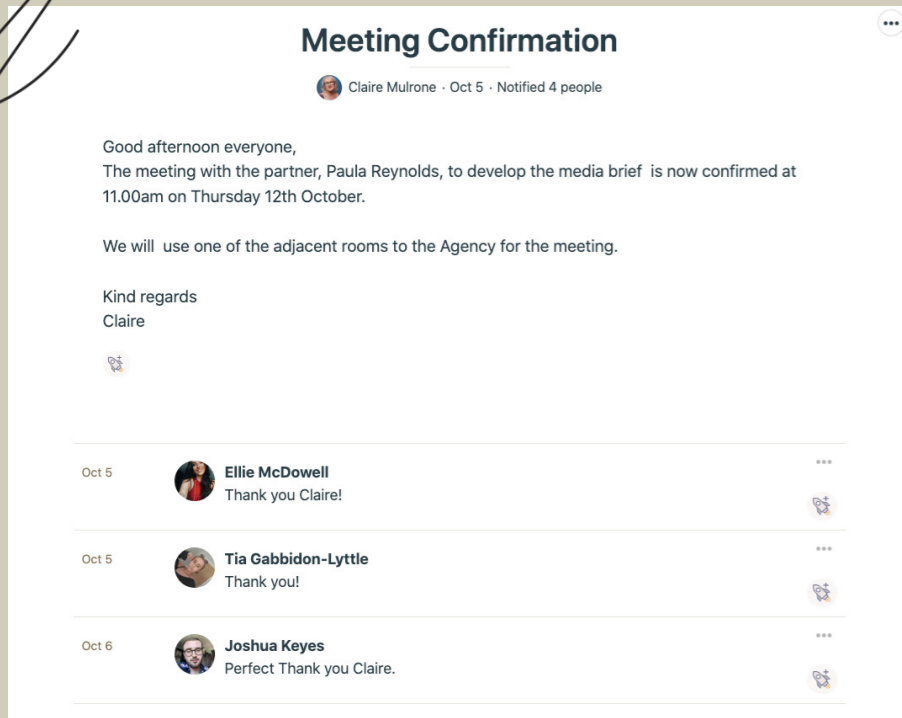 Meeting Confirmation
Claire Mulrone · Oct 5 · Notified 4 people
Good afternoon everyone,
The meeting with the partner, Paula Reynolds, to develop the media brief is now confirmed at
11.00am on Thursday 12th October.
We will use one of the adjacent rooms to the Agency for the meeting.
Kind regards
Claire
Oct 5
Ellie McDowell
Thank you Claire!
Oct 5
Tia Gabbidon-Lyttle
Thank you!
Oct 6
Joshua Keyes
Perfect Thank you Claire.